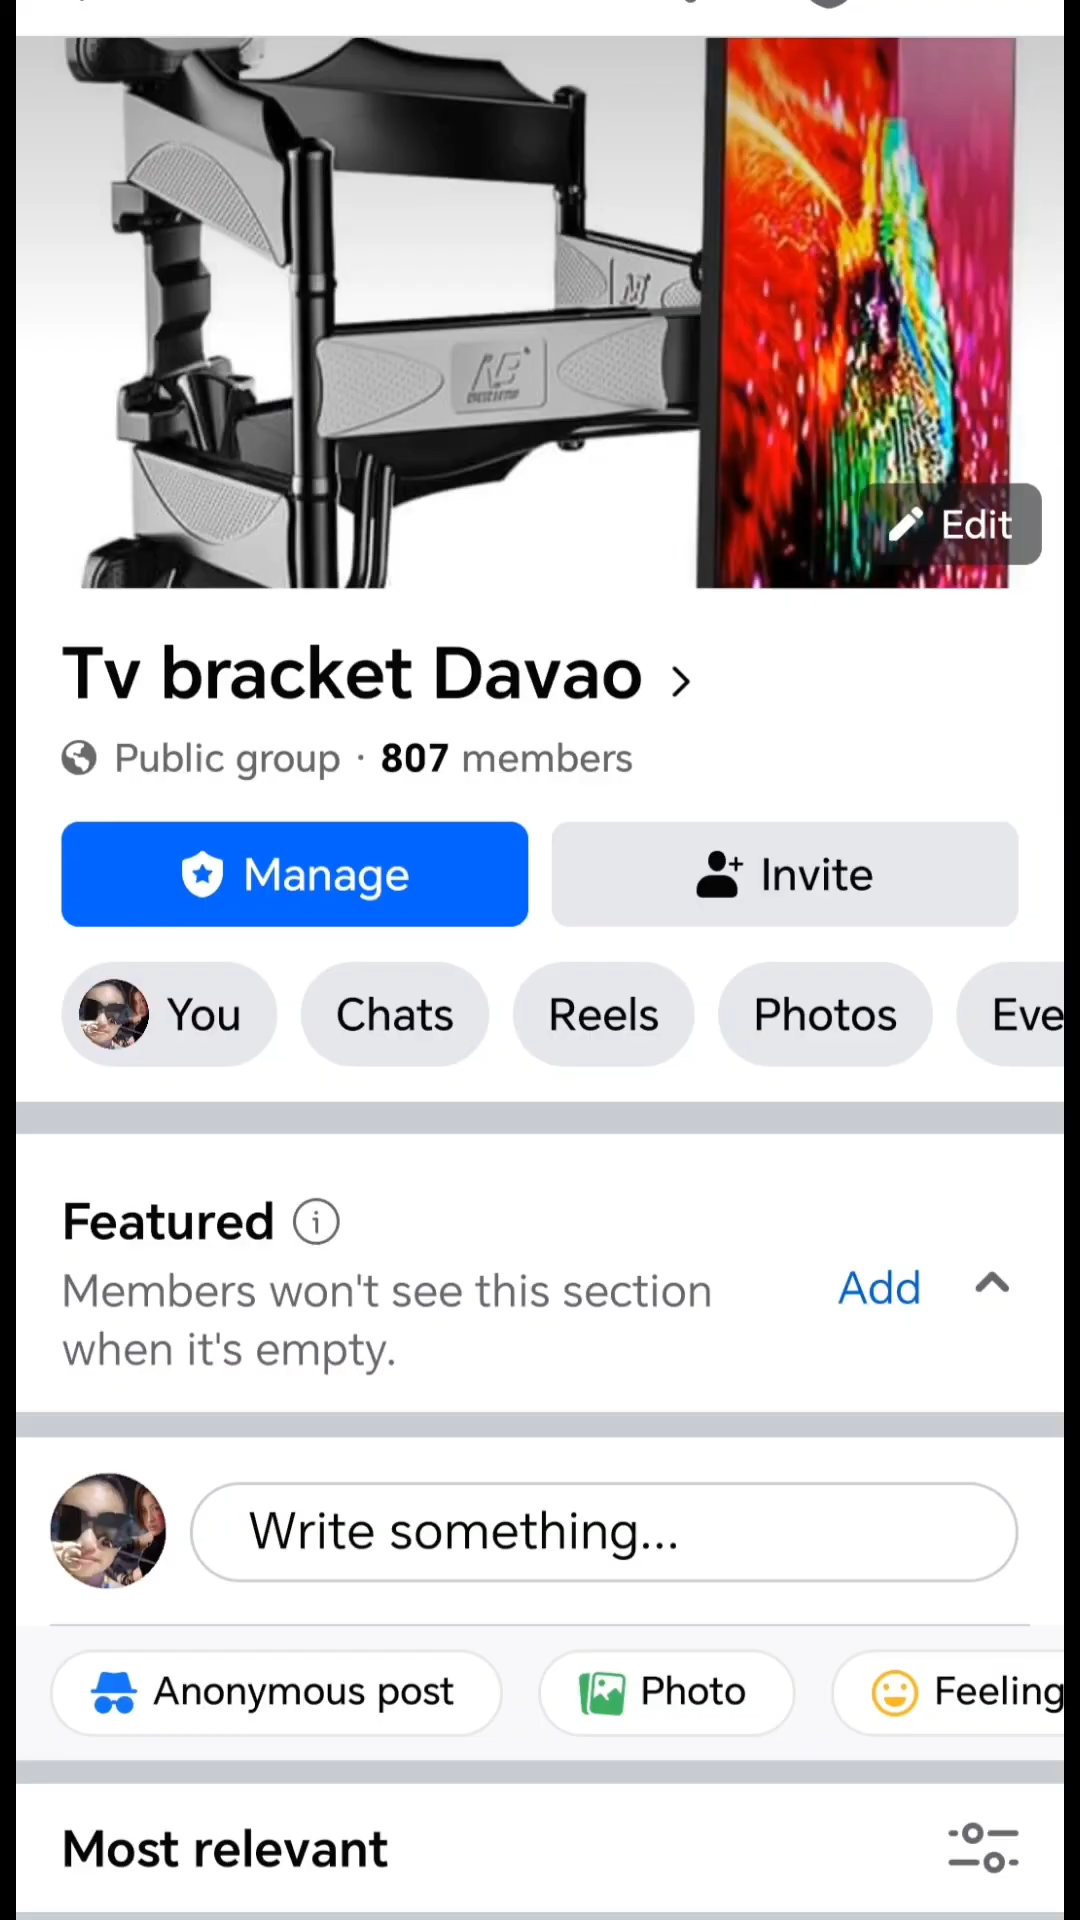 NB
Edit
Tv bracket Davao
Public group · 807 members
Manage
Invite
You
Chats
Reels
Photos
Eve
Featured
Members won't see this section
when it's empty.
Add
Write something...
Anonymous post
Photo
Feeling
Most relevant